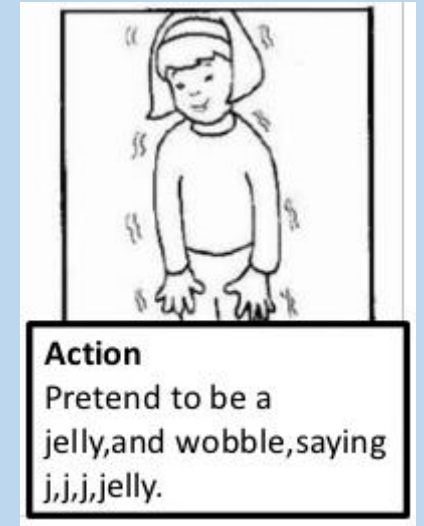 Action
Pretend to be a
jelly,and wobble,saying
j,j,j,jelly.